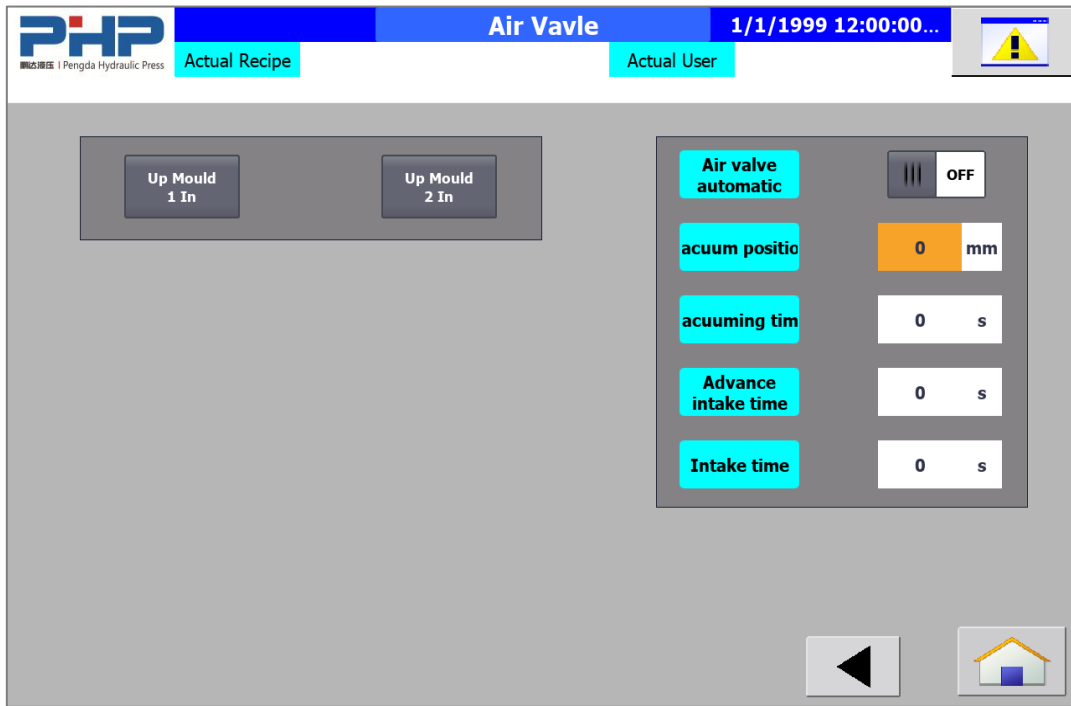 PHP
鹏达液压 | Pengda Hydraulic Press
Air Vavle
1/1/1999 12:00:00...
Actual Recipe
Actual User
Up Mould
1 In
Up Mould
2 In
Air valve
automatic
OFF
acuum positio
0 mm
acuuming tim
0 s
Advance
intake time
0 s
Intake time
0 s